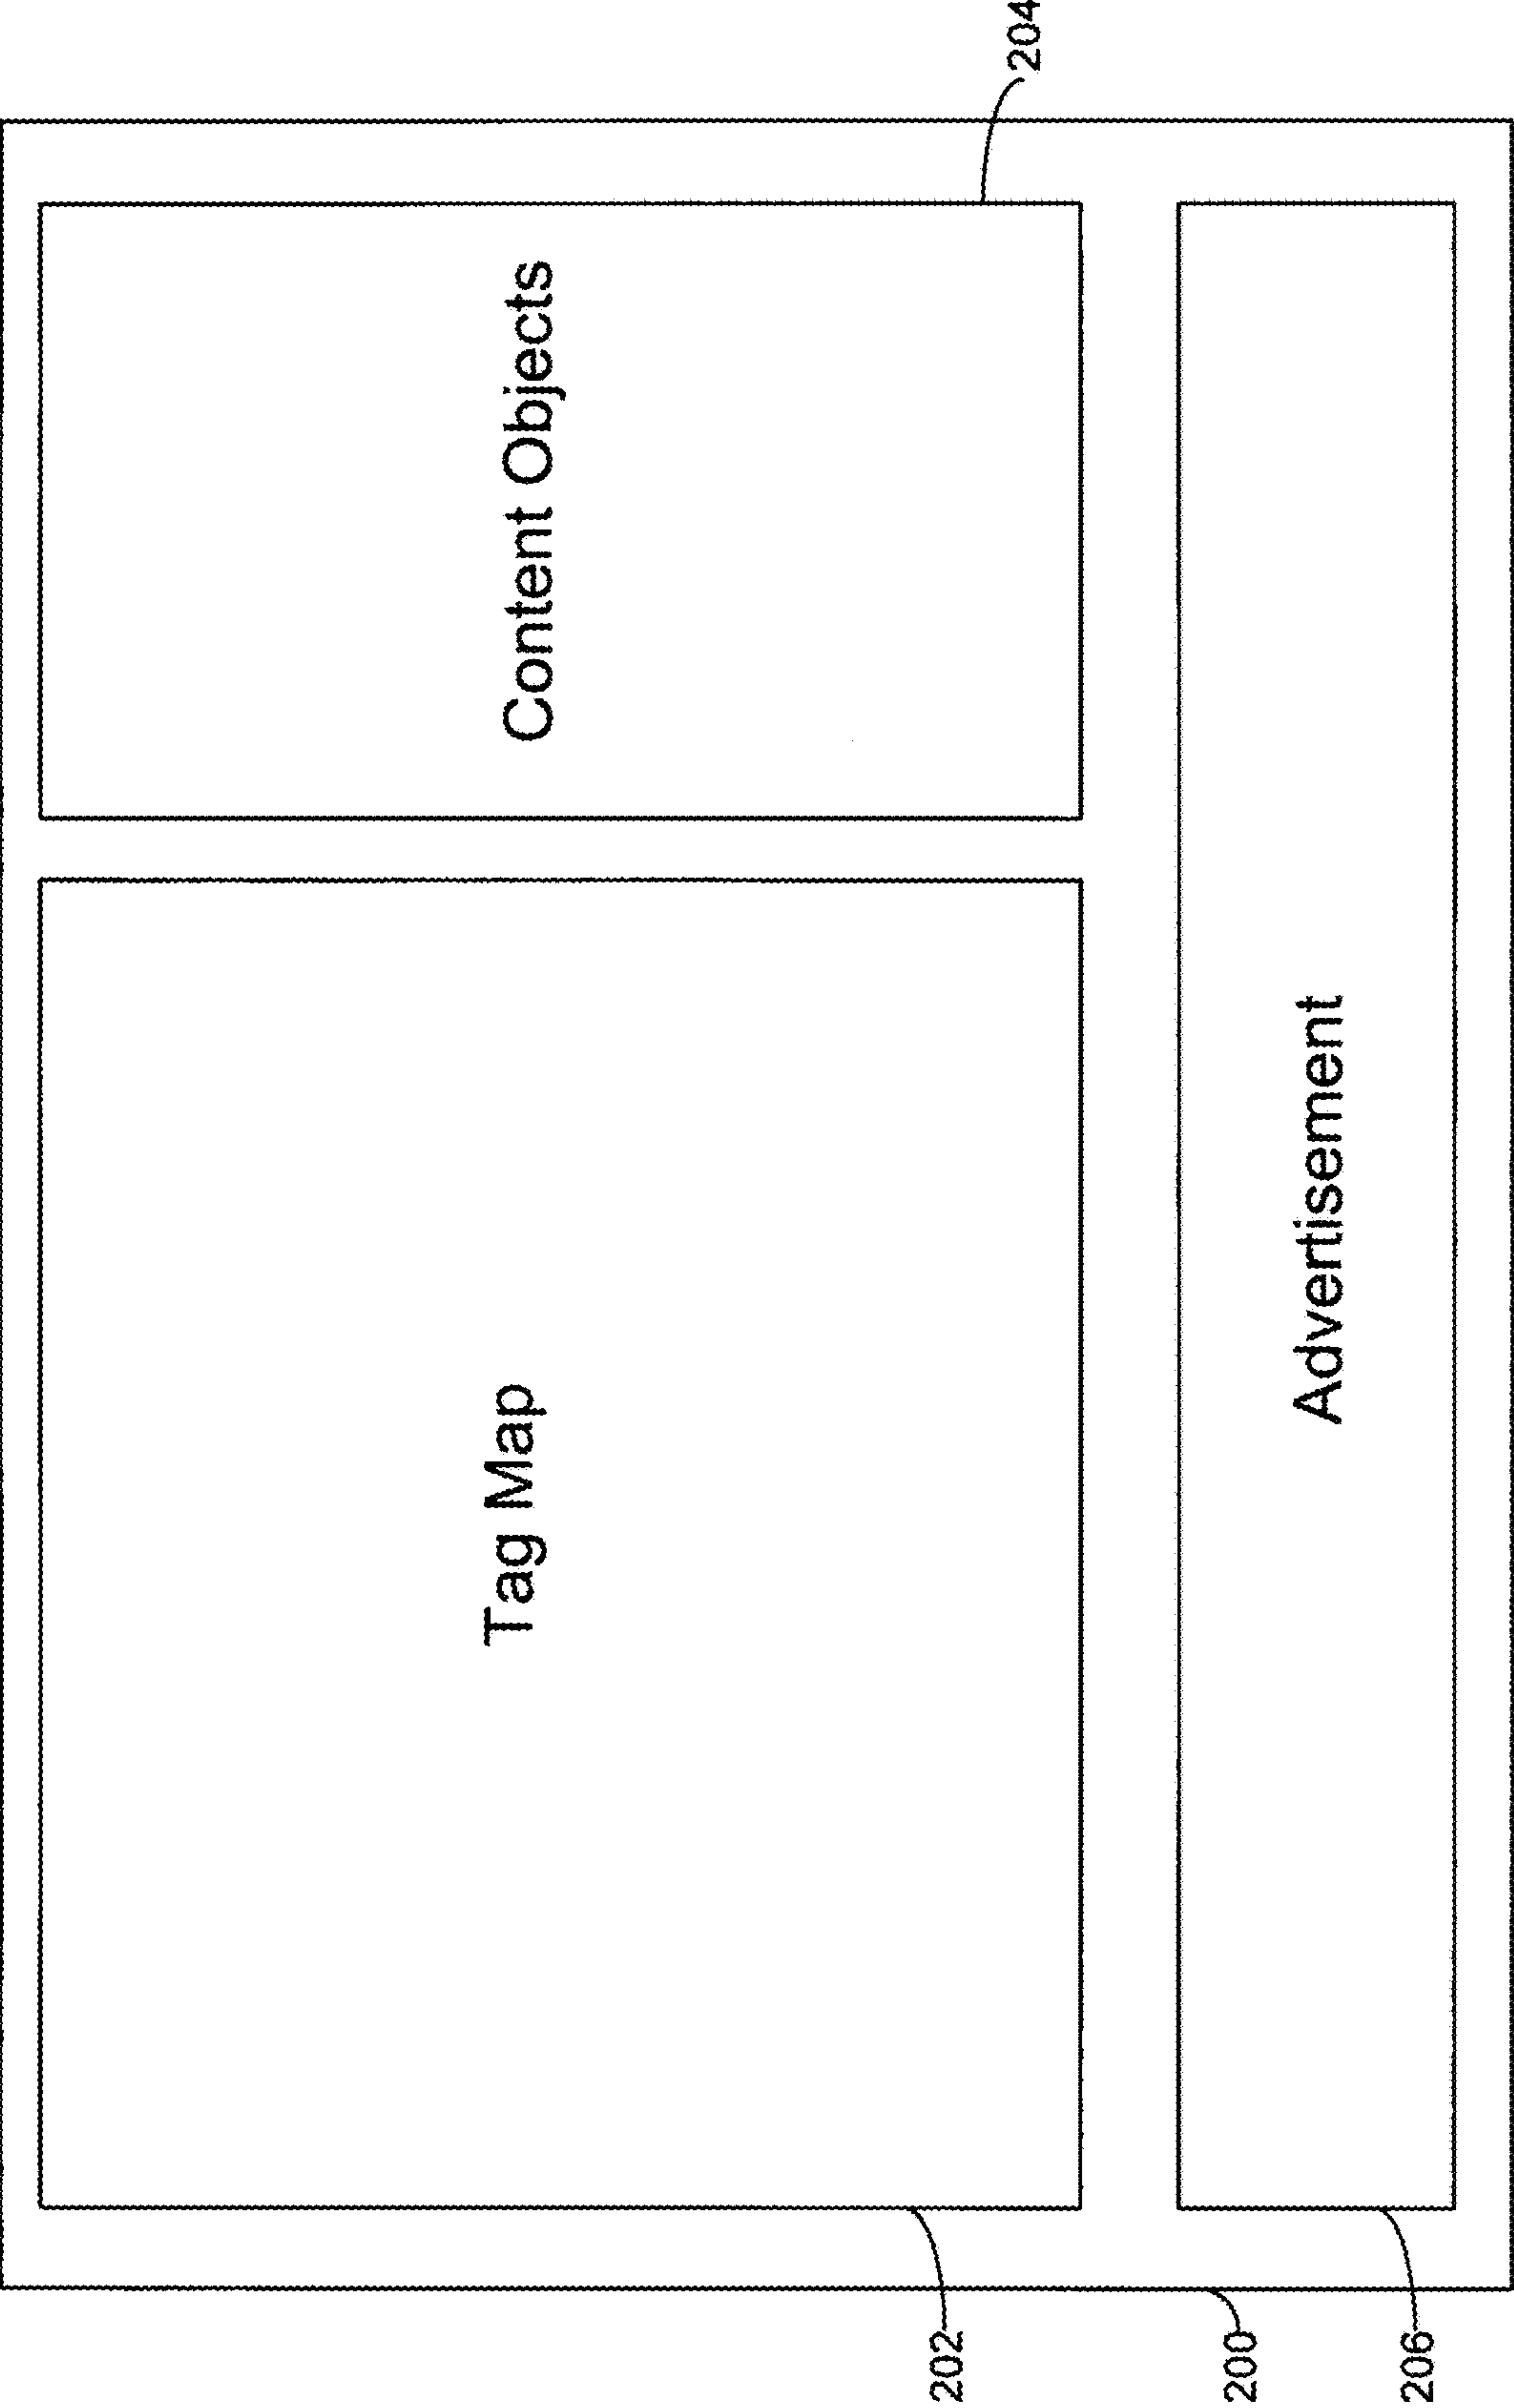 Tag Map
Content Objects
Advertisement
202
204
200
206